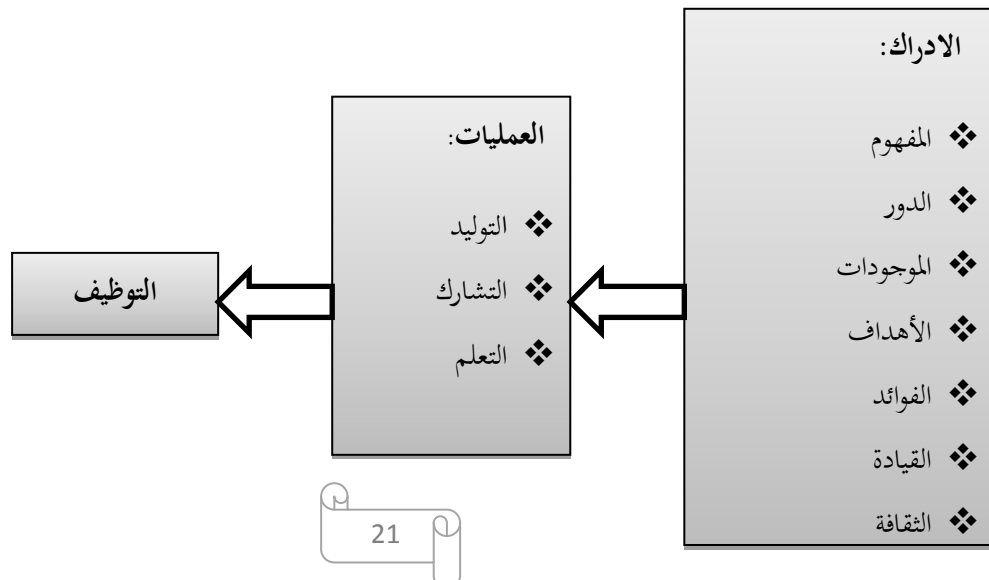 الادراك:
❖ المفهوم
❖ الدور
❖ الموجودات
❖ الأهداف
❖ الفوائد
❖ القيادة
❖ الثقافة
العمليات:
❖ التوليد
❖ التشارك
❖ التعلم
التوظيف
21